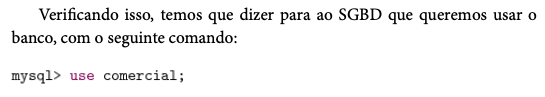 Verificando isso, temos que dizer para ao SGBD que queremos usar o
banco, com o seguinte comando:
mysql> use comercial;